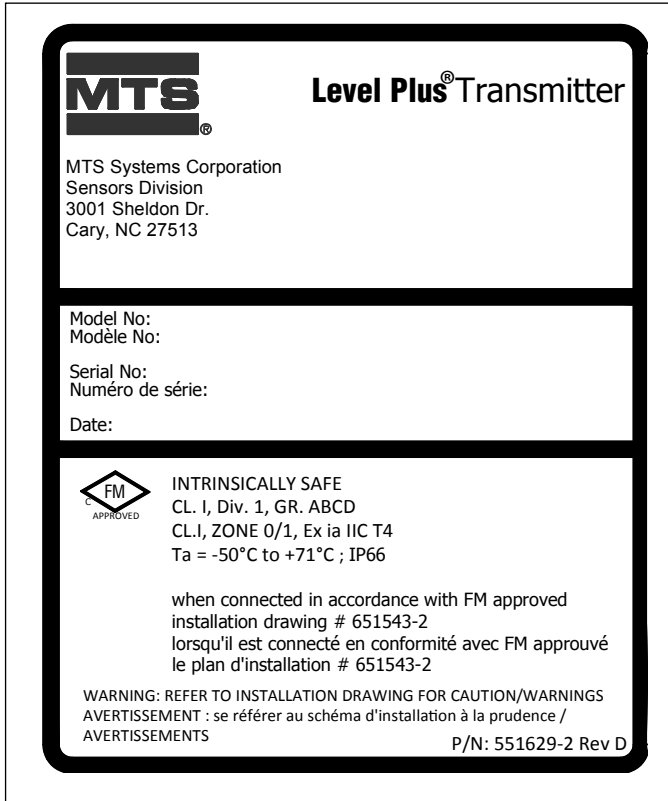 MTS
®
Level Plus® Transmitter
MTS Systems Corporation
Sensors Division
3001 Sheldon Dr.
Cary, NC 27513
Model No:
Modèle No:
Serial No:
Numéro de série:
Date:
FM
C
APPROVED
INTRINSICALLY SAFE
CL. I, Div. 1, GR. ABCD
CL.I, ZONE 0/1, Ex ia IIC T4
Ta = -50°C to +71°C ; IP66
when connected in accordance with FM approved
installation drawing # 651543-2
lorsqu'il est connecté en conformité avec FM approuvé
le plan d'installation # 651543-2
WARNING: REFER TO INSTALLATION DRAWING FOR CAUTION/WARNINGS
AVERTISSEMENT : se référer au schéma d'installation à la prudence /
AVERTISSEMENTS
P/N: 551629-2 Rev D